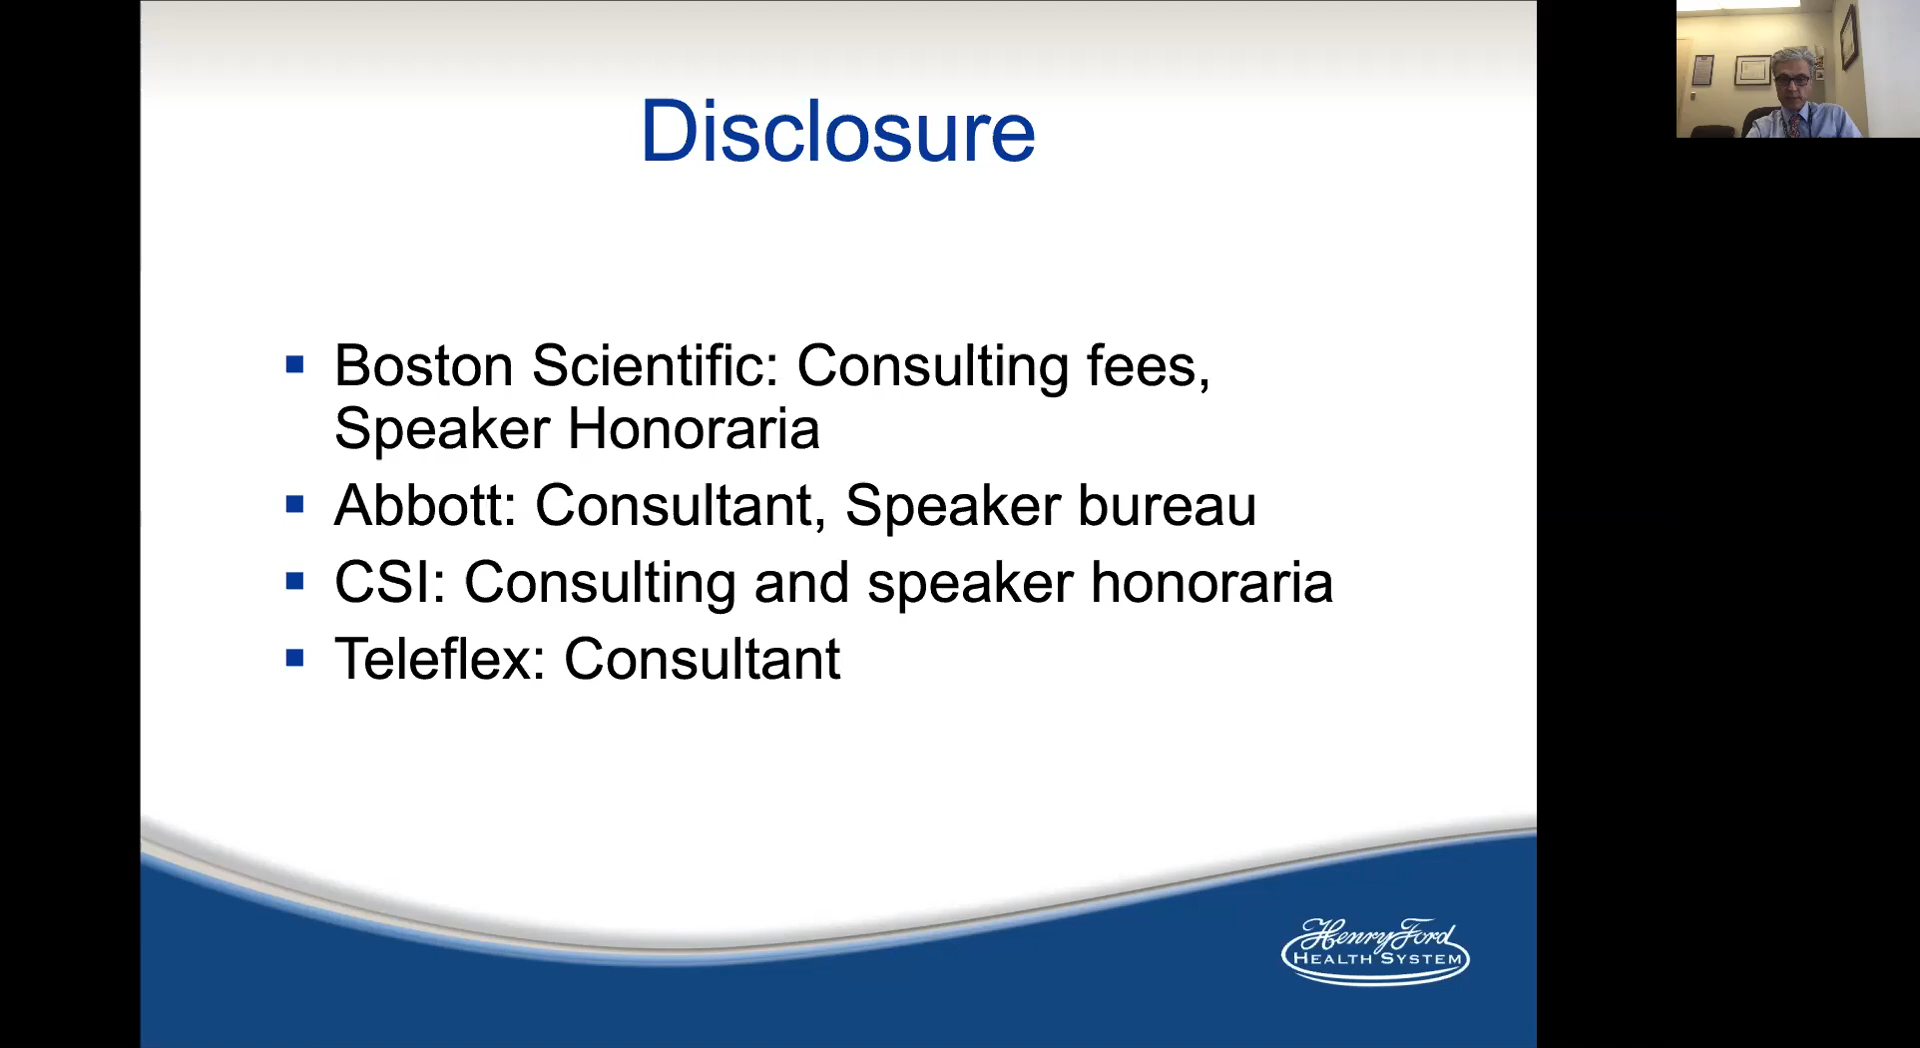 Disclosure
Boston Scientific: Consulting fees,
Speaker Honoraria
Abbott: Consultant, Speaker bureau
CSI: Consulting and speaker honoraria
Teleflex: Consultant
Henry Ford
HEALTH SYSTEM